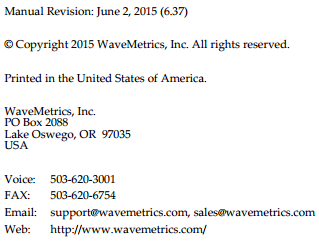 Manual Revision: June 2, 2015 (6.37)
© Copyright 2015 WaveMetrics, Inc. All rights reserved.
Printed in the United States of America.
WaveMetrics, Inc.
PO Box 2088
Lake Oswego, OR 97035
USA
Voice: 503-620-3001
FAX: 503-620-6754
Email: support@wavemetrics.com, sales@wavemetrics.com
Web: http://www.wavemetrics.com/